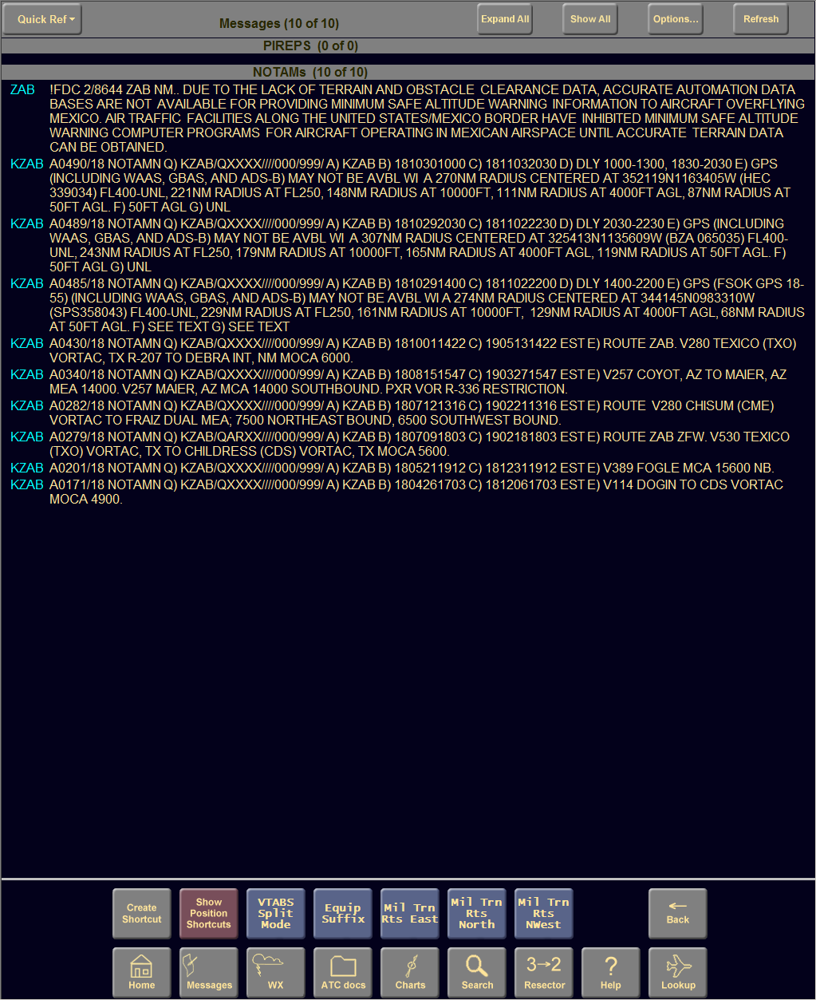 Quick Ref
Messages (10 of 10)
Expand All
Show All
Options...
Refresh
PIREPS (0 of 0)
NOTAMs (10 of 10)
ZAB !FDC 2/8644 ZAB NM.. DUE TO THE LACK OF TERRAIN AND OBSTACLE CLEARANCE DATA, ACCURATE AUTOMATION DATA
BASES ARE NOT AVAILABLE FOR PROVIDING MINIMUM SAFE ALTITUDE WARNING INFORMATION TO AIRCRAFT OVERFLYING
MEXICO. AIR TRAFFIC FACILITIES ALONG THE UNITED STATES/MEXICO BORDER HAVE INHIBITED MINIMUM SAFE ALTITUDE
WARNING COMPUTER PROGRAMS FOR AIRCRAFT OPERATING IN MEXICAN AIRSPACE UNTIL ACCURATE TERRAIN DATA
CAN BE OBTAINED.
KZAB A0490/18 NOTAMN Q) KZAB/QXXXX////000/999/ A) KZAB B) 1810301000 C) 1811032030 D) DLY 1000-1300, 1830-2030 E) GPS
(INCLUDING WAAS, GBAS, AND ADS-B) MAY NOT BE AVBL WI A 270NM RADIUS CENTERED AT 352119N1163405W (HEC
339034) FL400-UNL, 221NM RADIUS AT FL250, 148NM RADIUS AT 10000FT, 111NM RADIUS AT 4000FT AGL, 87NM RADIUS AT
50FT AGL. F) 50FT AGL G) UNL
KZAB A0489/18 NOTAMN Q) KZAB/QXXXX////000/999/ A) KZAB B) 1810292030 C) 1811022230 D) DLY 2030-2230 E) GPS (INCLUDING
WAAS, GBAS, AND ADS-B) MAY NOT BE AVBL WI A 307NM RADIUS CENTERED AT 325413N1135609W (BZA 065035) FL400-
UNL, 243NM RADIUS AT FL250, 179NM RADIUS AT 10000FT, 165NM RADIUS AT 4000FT AGL, 119NM RADIUS AT 50FT AGL. F)
50FT AGL G) UNL
KZAB A0485/18 NOTAMN Q) KZAB/QXXXX////000/999/ A) KZAB B) 1810291400 C) 1811022200 D) DLY 1400-2200 E) GPS (FSOK GPS 18-
55) (INCLUDING WAAS, GBAS, AND ADS-B) MAY NOT BE AVBL WI A 274NM RADIUS CENTERED AT 344145N0983310W
(SPS358043) FL400-UNL, 229NM RADIUS AT FL250, 161NM RADIUS AT 10000FT, 129NM RADIUS AT 4000FT AGL, 68NM RADIUS
AT 50FT AGL. F) SEE TEXT G) SEE TEXT
KZAB A0430/18 NOTAMN Q) KZAB/QXXXX////000/999/ A) KZAB B) 1810011422 C) 1905131422 EST E) ROUTE ZAB. V280 TEXICO (TXO)
VORTAC, TX R-207 TO DEBRA INT, NM MOCA 6000.
KZAB A0340/18 NOTAMN Q) KZAB/QXXXX////000/999/ A) KZAB B) 1808151547 C) 1903271547 EST E) V257 COYOT, AZ TO MAIER, AZ
MEA 14000. V257 MAIER, AZ MCA 14000 SOUTHBOUND. PXR VOR R-336 RESTRICTION.
KZAB A0282/18 NOTAMN Q) KZAB/QXXXX////000/999/ A) KZAB B) 1807121316 C) 1902211316 EST E) ROUTE V280 CHISUM (CME)
VORTAC TO FRAIZ DUAL MEA; 7500 NORTHEAST BOUND, 6500 SOUTHWEST BOUND.
KZAB A0279/18 NOTAMN Q) KZAB/QARXX////000/999/ A) KZAB B) 1807091803 C) 1902181803 EST E) ROUTE ZAB ZFW. V530 TEXICO
(TXO) VORTAC, TX TO CHILDRESS (CDS) VORTAC, TX MOCA 5600.
KZAB A0201/18 NOTAMN Q) KZAB/QXXXX////000/999/ A) KZAB B) 1805211912 C) 1812311912 EST E) V389 FOGLE MCA 15600 NB.
KZAB A0171/18 NOTAMN Q) KZAB/QXXXX////000/999/ A) KZAB B) 1804261703 C) 1812061703 EST E) V114 DOGIN TO CDS VORTAC
MOCA 4900.
Create
Shortcut
Show
Position
Shortcuts
VTABS
Split
Mode
Equip
Suffix
Mil Trn
Rts East
Mil Trn
Rts
North
Mil Trn
Rts
NWest
Back
Home
Messages
WX
ATC docs
Charts
Search
3→2
Resector
?
Help
Lookup